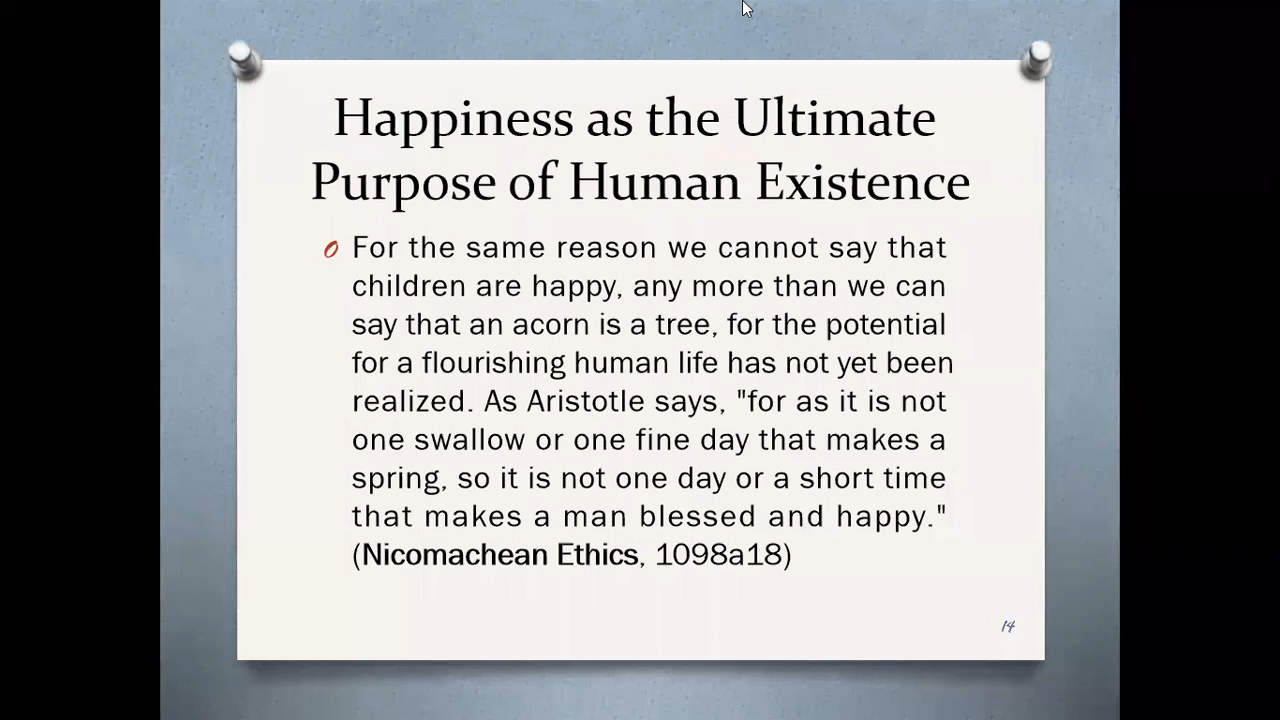 Happiness as the Ultimate
Purpose of Human Existence
For the same reason we cannot say that
children are happy, any more than we can
say that an acorn is a tree, for the potential
for a flourishing human life has not yet been
realized. As Aristotle says, "for as it is not
one swallow or one fine day that makes a
spring, so it is not one day or a short time
that makes a man blessed and happy."
(Nicomachean Ethics, 1098a18)
14